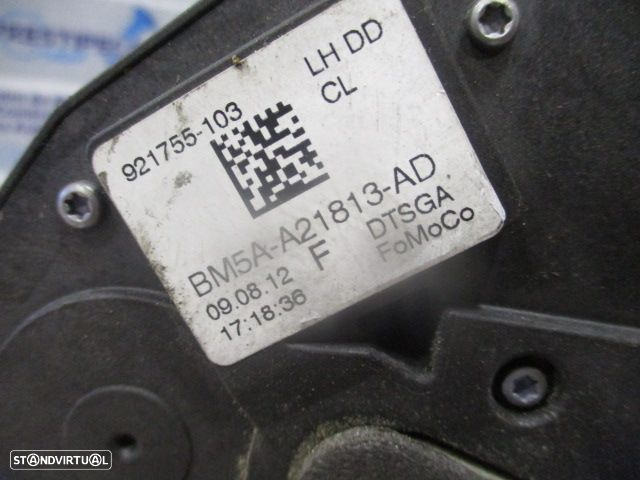 LH DD
CL
921755-103
BM5A-A21813-AD
09.08.12 F DTSGA
17:18:36 FoMoCo
STANDVIRTUAL